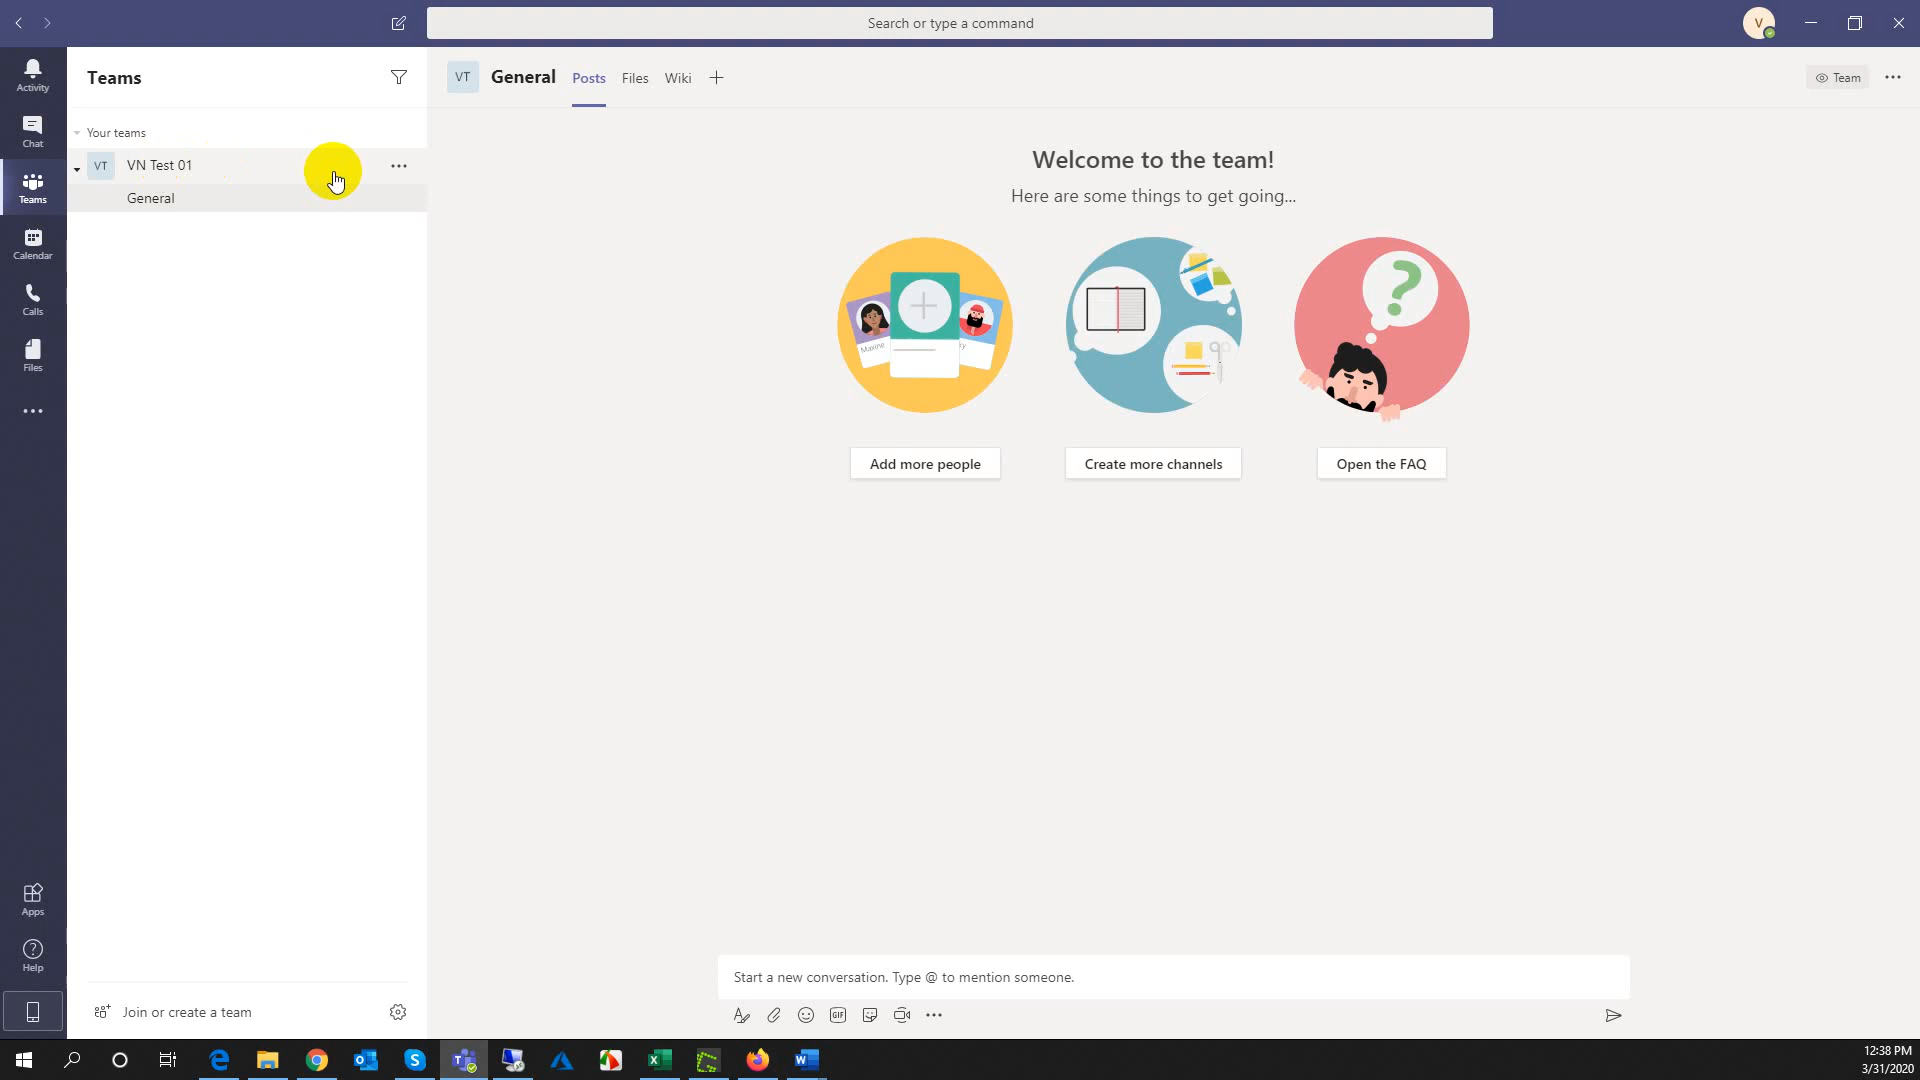 Search or type a command
V
Activity
Chat
Teams
Calendar
Calls
Files
Apps
Help
Teams
Your teams
VT
VN Test 01
General
Join or create a team
VT
General
Posts
Files
Wiki
Team
Welcome to the team!
Here are some things to get going...
Maxine
Add more people
Create more channels
Open the FAQ
Start a new conversation. Type @ to mention someone.
GIF
12:38 PM
3/31/2020